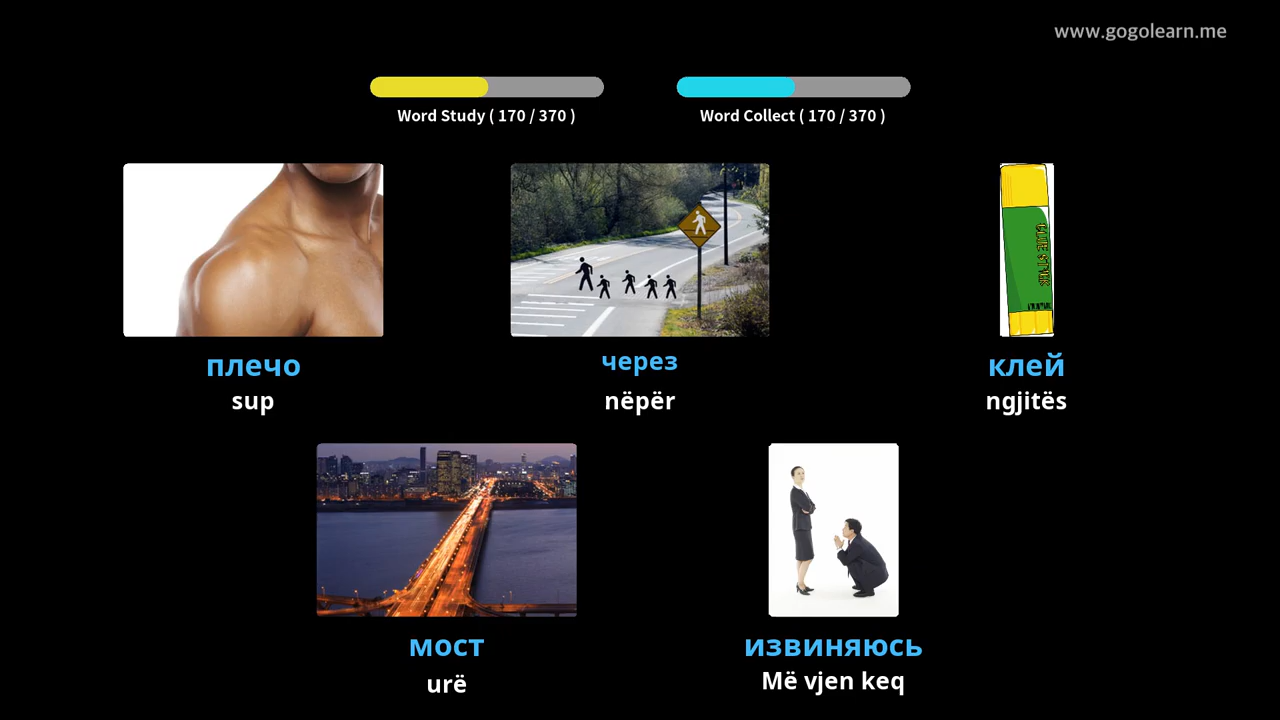 www.gogolearn.me
Word Study ( 170 / 370 )
Word Collect ( 170 / 370 )
плечо
sup
через
nëpër
клей
ngjitës
мост
urë
извиняюсь
Më vjen keq